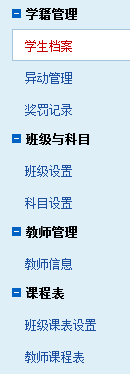 学籍管理
学生档案
异动管理
奖罚记录
班级与科目
班级设置
科目设置
教师管理
教师信息
课程表
班级课表设置
教师课程表